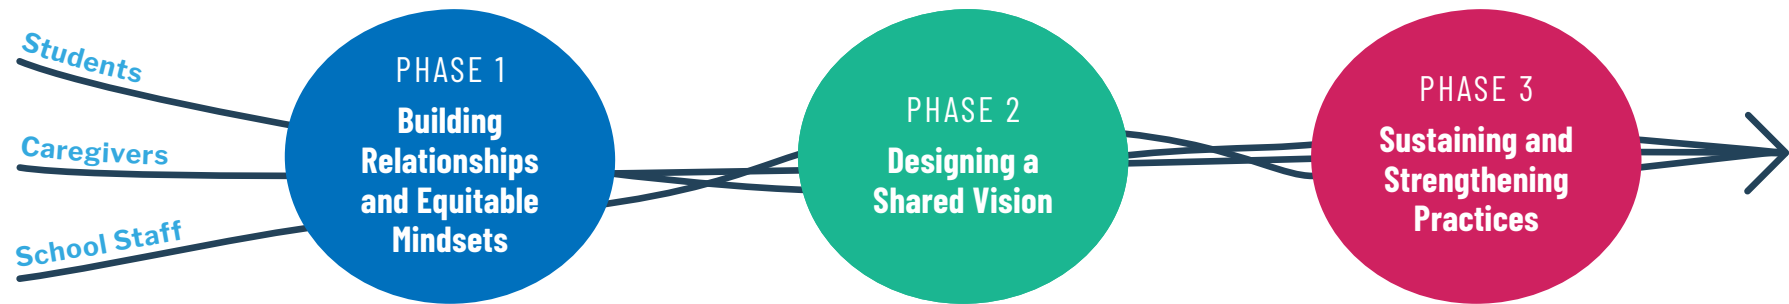 Students
Caregivers
School Staff
PHASE 1
Building
Relationships
and Equitable
Mindsets
PHASE 2
Designing a
Shared Vision
PHASE 3
Sustaining and
Strengthening
Practices